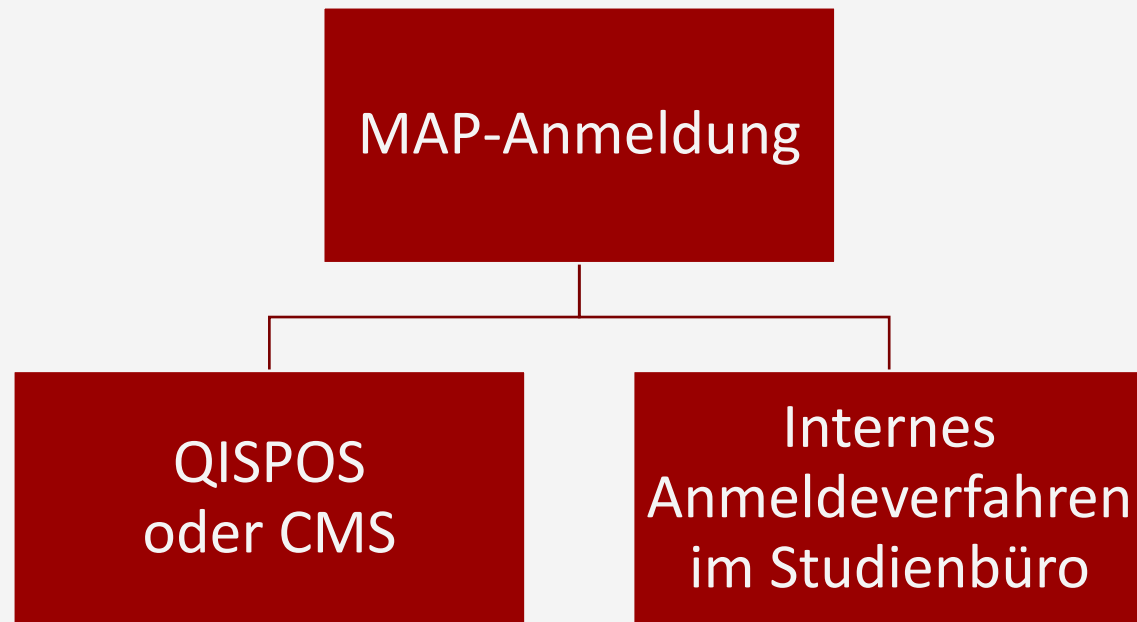 MAP-Anmeldung
QISPOS
oder CMS
Internes
Anmeldeverfahren
im Studienbüro